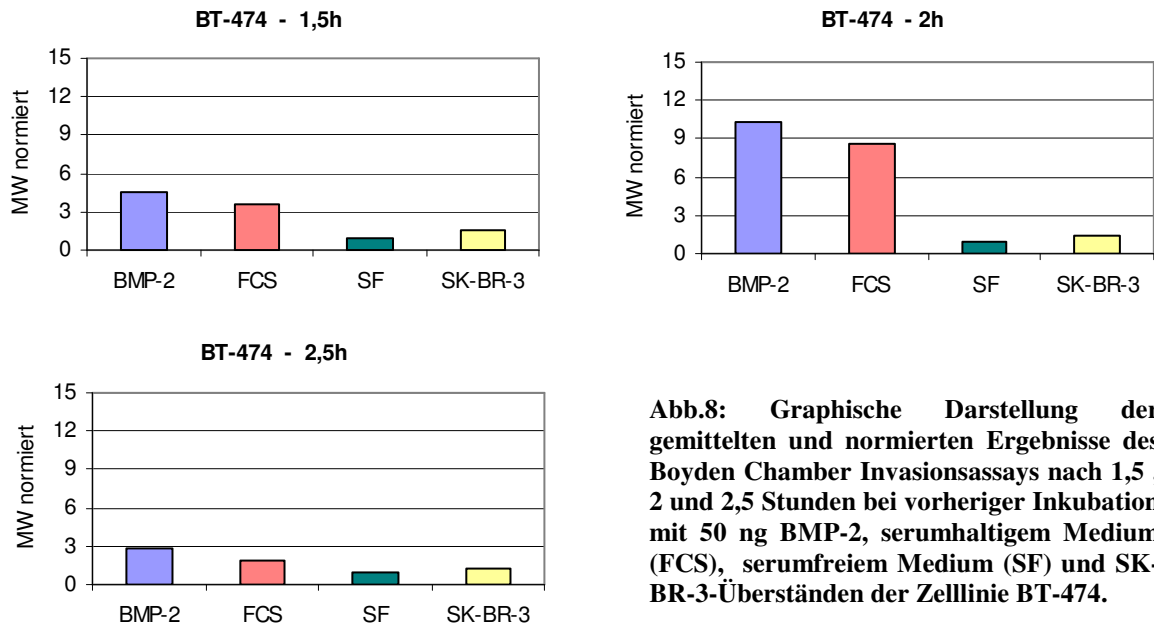 BT-474 - 1,5h
MW normiert
15
12
9
6
3
0
BMP-2 FCS SF SK-BR-3
BT-474 - 2h
MW normiert
15
12
9
6
3
0
BMP-2 FCS SF SK-BR-3
BT-474 - 2,5h
MW normiert
15
12
9
6
3
0
BMP-2 FCS SF SK-BR-3
Abb.8: Graphische Darstellung der
gemittelten und normierten Ergebnisse des
Boyden Chamber Invasionsassays nach 1,5 ,
2 und 2,5 Stunden bei vorheriger Inkubation
mit 50 ng BMP-2, serumhaltigem Medium
(FCS), serumfreiem Medium (SF) und SK-
BR-3-Überständen der Zelllinie BT-474.